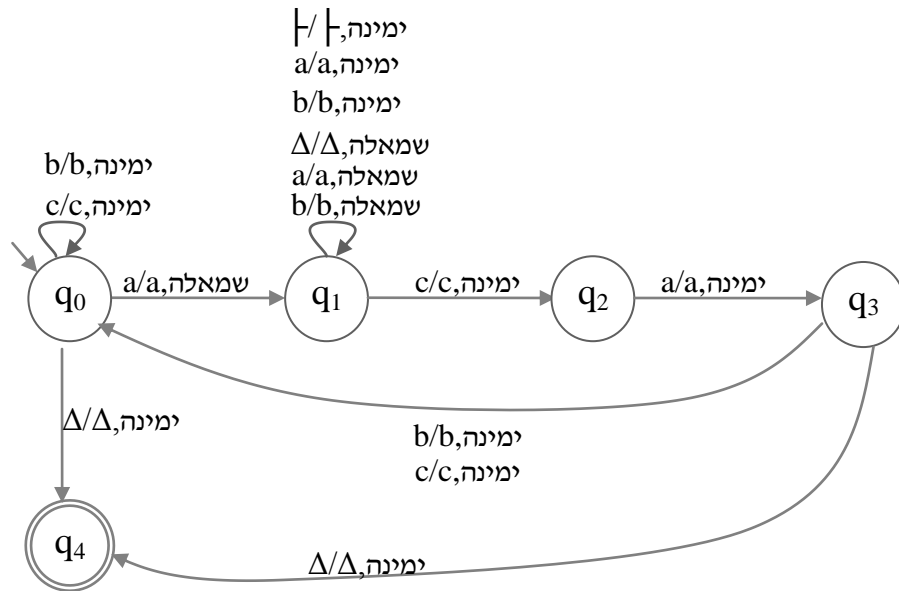 ├/├,ימינה
a/a,ימינה
b/b,ימינה
Δ/Δ,שמאלה
a/a,שמאלה
b/b,שמאלה
b/b,ימינה
c/c,ימינה
q₀
a/a,שמאלה
q₁
c/c,ימינה
q₂
a/a,ימינה
q₃
Δ/Δ,ימינה
b/b,ימינה
c/c,ימינה
q₄
Δ/Δ,ימינה